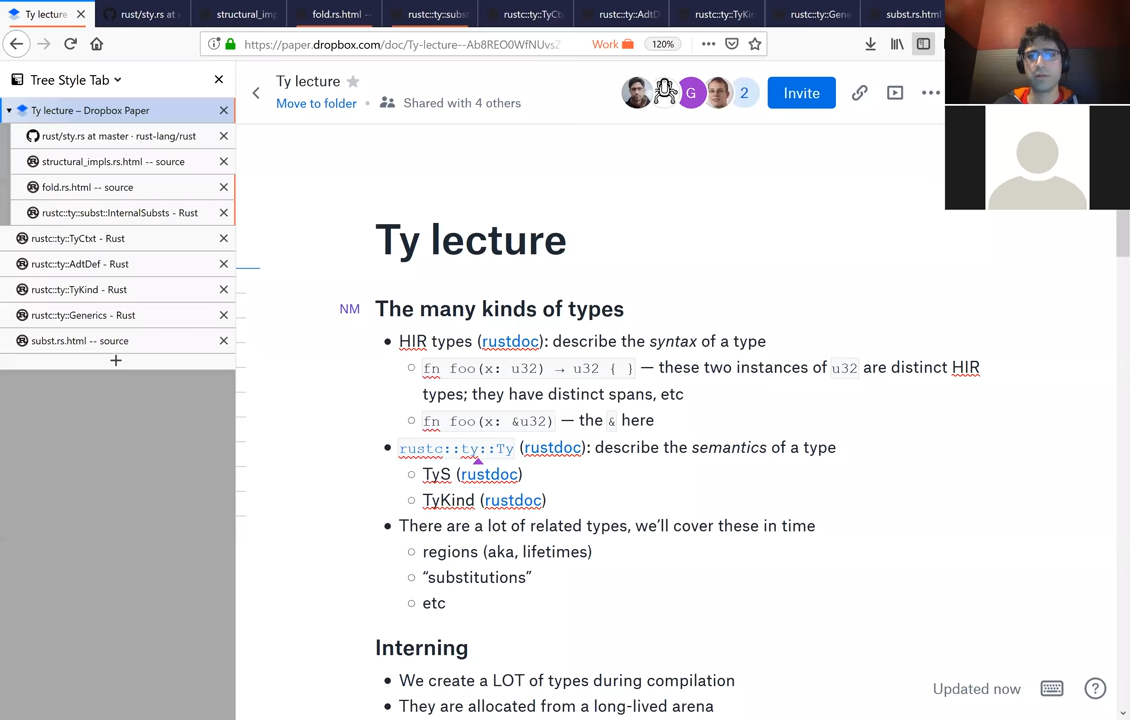 Ty lecture
rust/sty.rs at
structural_imp
fold.rs.html --
rustc::ty::subst
rustc::ty::TyCt
rustc::ty::AdtD
rustc::ty::TyKi
rustc::ty::Gene
subst.rs.html
https://paper.dropbox.com/doc/Ty-lecture--Ab8REO0WfNUvs
Work
120%
Tree Style Tab
Ty lecture – Dropbox Paper
rust/sty.rs at master · rust-lang/rust
structural_impls.rs.html -- source
fold.rs.html -- source
rustc::ty::subst::InternalSubsts - Rust
rustc::ty::TyCtxt - Rust
rustc::ty::AdtDef - Rust
rustc::ty::TyKind - Rust
rustc::ty::Generics - Rust
subst.rs.html -- source
Ty lecture
Move to folder
Shared with 4 others
G
2
Invite
Ty lecture
NM
The many kinds of types
HIR types (rustdoc): describe the syntax of a type
fn foo(x: u32) → u32 { } — these two instances of u32 are distinct HIR
types; they have distinct spans, etc
fn foo(x: &u32) — the & here
rustc::ty::Ty (rustdoc): describe the semantics of a type
TyS (rustdoc)
TyKind (rustdoc)
There are a lot of related types, we’ll cover these in time
regions (aka, lifetimes)
“substitutions”
etc
Interning
We create a LOT of types during compilation
They are allocated from a long-lived arena
Updated now